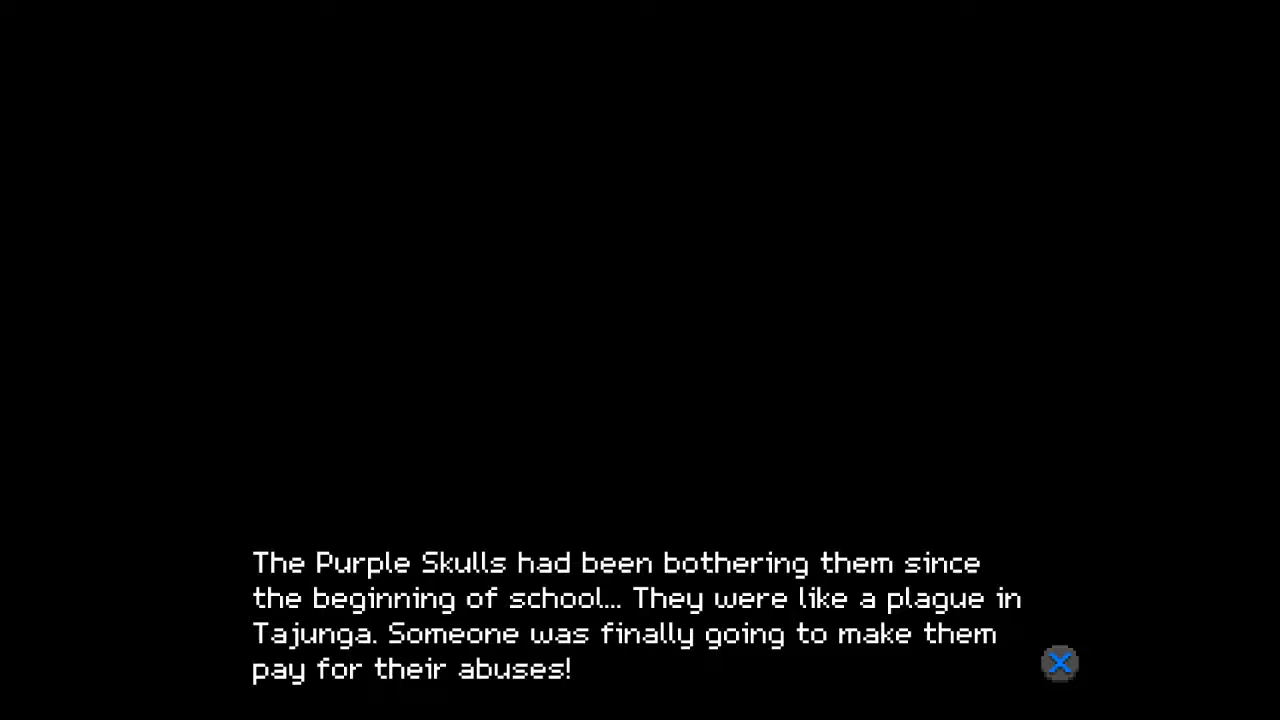 The Purple Skulls had been bothering them since
the beginning of school... They were like a plague in
Tajunga. Someone was finally going to make them
pay for their abuses!
X